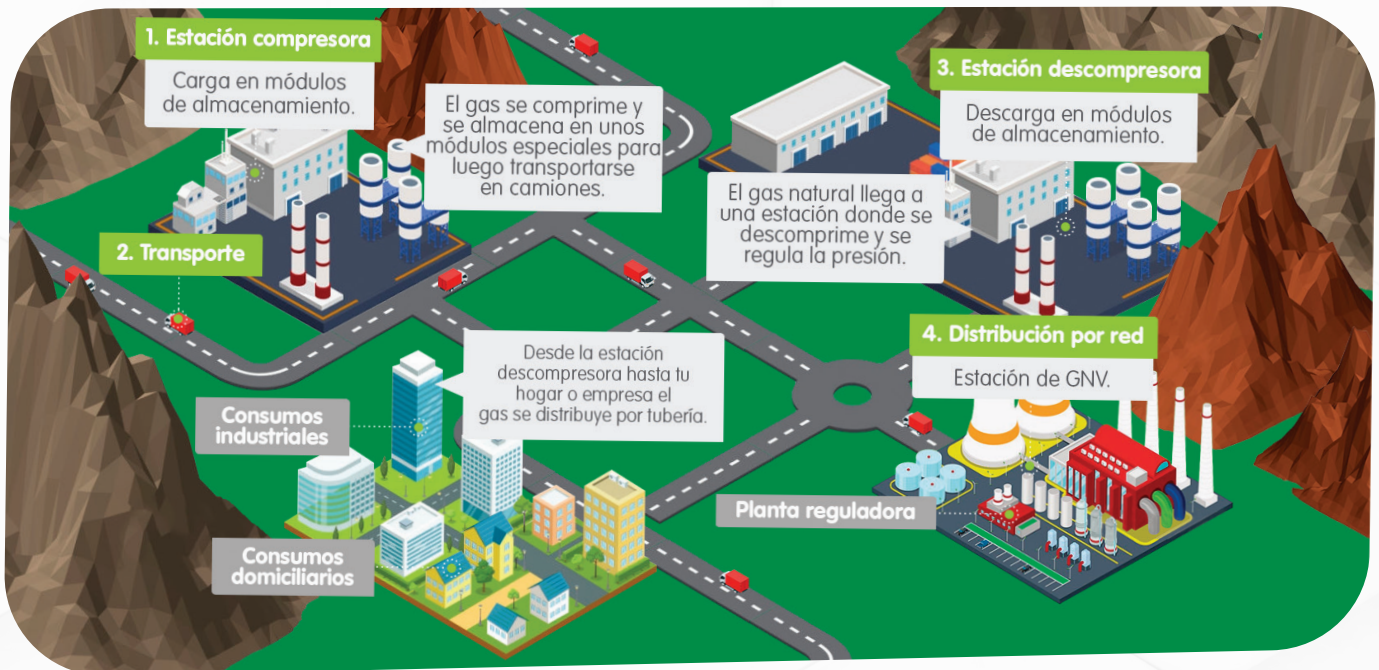 1. Estación compresora
Carga en módulos
de almacenamiento.
El gas se comprime y
se almacena en unos
módulos especiales para
luego transportarse
en camiones.
2. Transporte
3. Estación descompresora
Descarga en módulos
de almacenamiento.
El gas natural llega a
una estación donde se
descomprime y se
regula la presión.
4. Distribución por red
Estación de GNV.
Desde la estación
descompresora hasta tu
hogar o empresa el
gas se distribuye por tubería.
Consumos
industriales
Planta reguladora
Consumos
domiciliarios